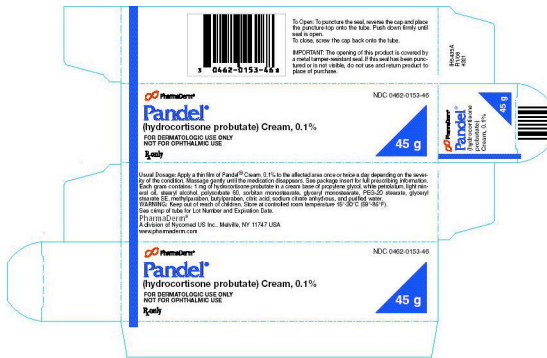 To Open: To puncture the seal, reverse the cap and place
the puncture-top onto the tube. Push down firmly until
seal is open.
To close, screw the cap back onto the tube.
IMPORTANT: The opening of this product is covered by
a metal tamper-resistant seal. If this seal has been punc-
tured or is not visible, do not use and return product to
place of purchase.
3 0462-0153-46 8
R1/08
PharmaDerm®
NDC 0462-0153-46
Pandel®
(hydrocortisone probutate) Cream, 0.1%
FOR DERMATOLOGIC USE ONLY
NOT FOR OPHTHALMIC USE
45 g
Rx only
PharmaDerm®
Pandel®
(hydrocortisone
probutate)
Cream, 0.1%
45 g
Usual Dosage: Apply a thin film of Pandel® Cream, 0.1% to the affected area once or twice a day depending on the sever-
ity of the condition. Massage gently until the medication disappears. See package insert for full prescribing information.
Each gram contains: 1 mg of hydrocortisone probutate in a cream base of propylene glycol, white petrolatum, light min-
eral oil, stearyl alcohol, polysorbate 60, sorbitan monostearate, glyceryl monostearate, PEG-20 stearate, glyceryl
stearate SE, methylparaben, butylparaben, citric acid, sodium citrate anhydrous, and purified water.
WARNING: Keep out of reach of children. Store at controlled room temperature 15°-30°C (59°-86°F).
See crimp of tube for Lot Number and Expiration Date.
PharmaDerm®
A division of Nycomed US Inc., Melville, NY 11747 USA
www.pharmaderm.com
PharmaDerm®
NDC 0462-0153-46
Pandel®
(hydrocortisone probutate) Cream, 0.1%
FOR DERMATOLOGIC USE ONLY
NOT FOR OPHTHALMIC USE
45 g
Rx only